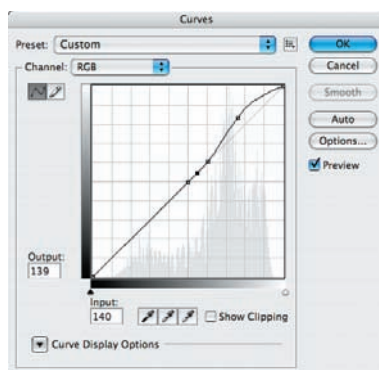 Curves
Preset: Custom
OK
Channel: RGB
Cancel
Smooth
Auto
Options...
Preview
Output:
139
Input:
140
Show Clipping
Curve Display Options